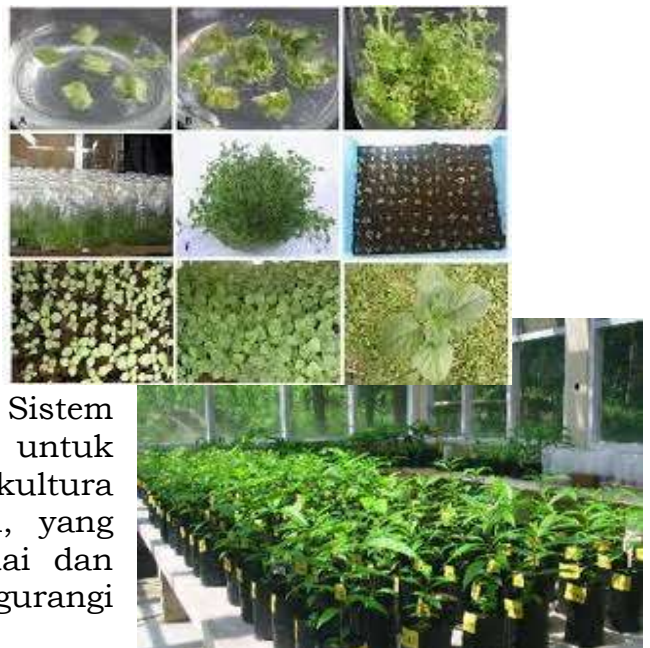 A
B
Sistem
untuk
kultura
, yang
ai dan
gurangi